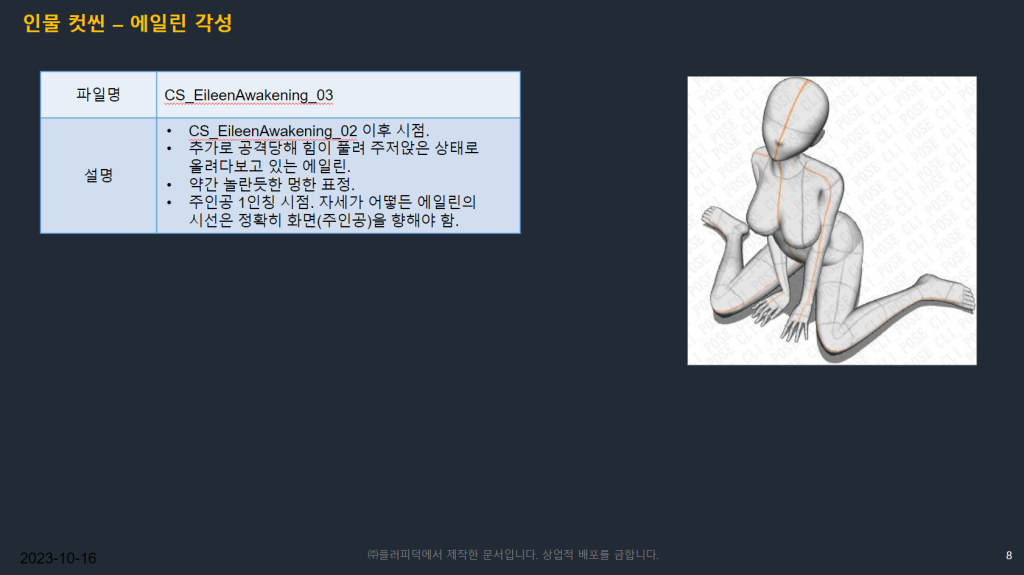 인물 컷씬 – 에일린 각성
파일명
CS_EileenAwakening_03
설명
• CS_EileenAwakening_02 이후 시점.
• 추가로 공격당해 힘이 풀려 주저앉은 상태로
올려다보고 있는 에일린.
• 약간 놀란듯한 멍한 표정.
• 주인공 1인칭 시점. 자세가 어떻든 에일린의
시선은 정확히 화면(주인공)을 향해야 함.
POSE CLI POSE CLI
2023-10-16
㈜플러피덕에서 제작한 문서입니다. 상업적 배포를 금합니다.
8